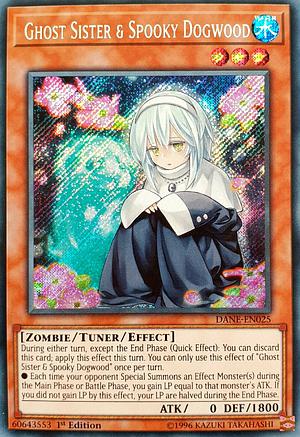 GHOST SISTER & SPOOKY DOGWOOD
水
DANE-EN025
[ZOMBIE/TUNER/EFFECT]
During either turn, except the End Phase (Quick Effect): You can discard
this card; apply this effect this turn. You can only use this effect of "Ghost
Sister & Spooky Dogwood" once per turn.
● Each time your opponent Special Summons an Effect Monster(s) during
the Main Phase or Battle Phase, you gain LP equal to that monster's ATK. If
you did not gain LP by this effect, your LP are halved during the End Phase.
ATK/ 0 DEF/1800
60643553 1st Edition ©1996 KAZUKI TAKAHASHI